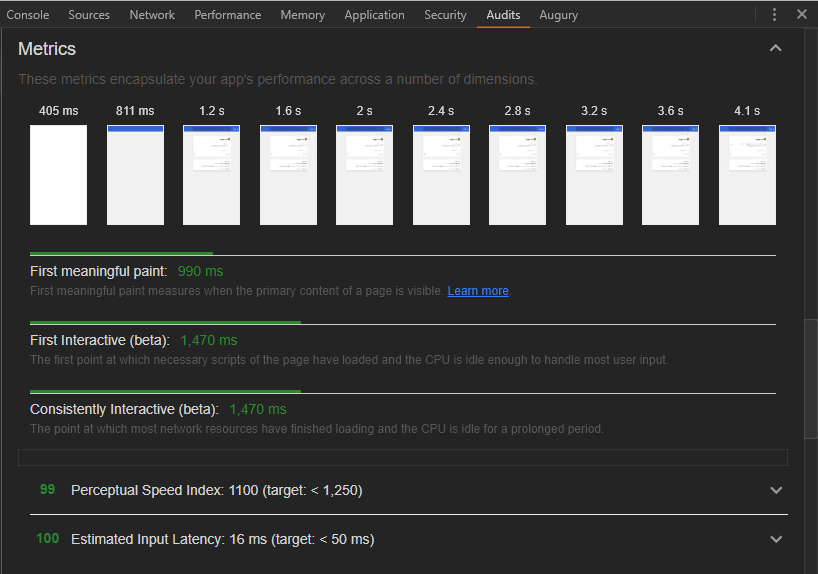 Console Sources Network Performance Memory Application Security Audits Augury
Metrics
These metrics encapsulate your app's performance across a number of dimensions.
405 ms 811 ms 1.2 s 1.6 s 2 s 2.4 s 2.8 s 3.2 s 3.6 s 4.1 s
First meaningful paint: 990 ms
First meaningful paint measures when the primary content of a page is visible. Learn more.
First Interactive (beta): 1,470 ms
The first point at which necessary scripts of the page have loaded and the CPU is idle enough to handle most user input.
Consistently Interactive (beta): 1,470 ms
The point at which most network resources have finished loading and the CPU is idle for a prolonged period.
99 Perceptual Speed Index: 1100 (target: < 1,250)
100 Estimated Input Latency: 16 ms (target: < 50 ms)